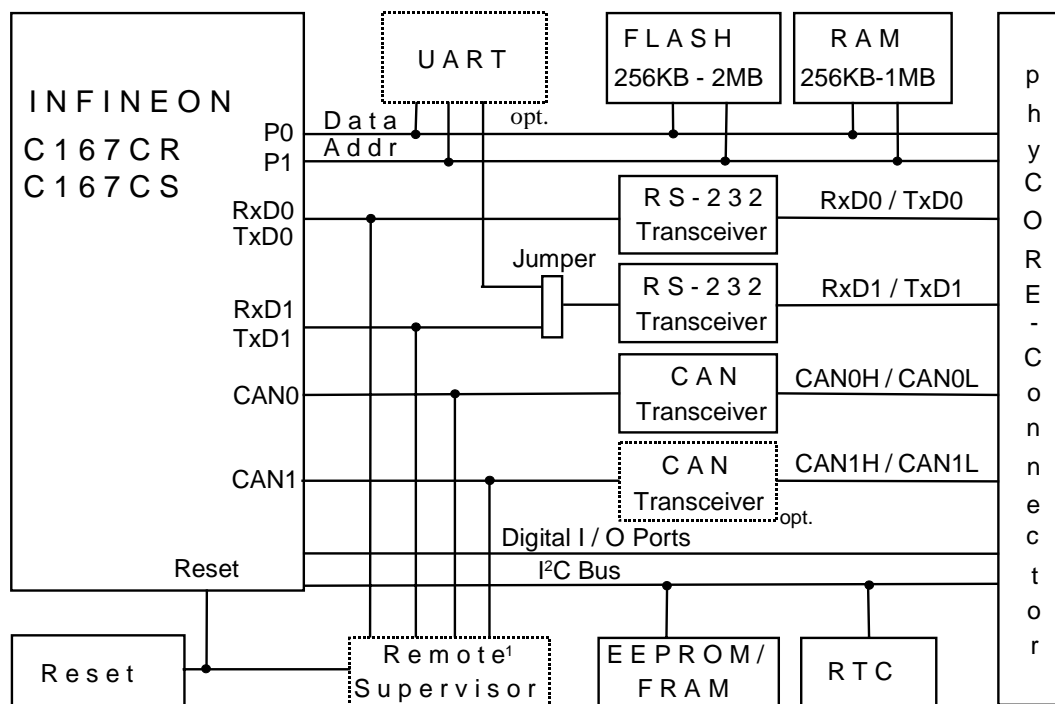 INFINEON
C167CR
C167CS
P0
P1
RxD0
TxD0
RxD1
TxD1
CAN0
CAN1
Reset
Data
Addr
UART
opt.
FLASH
256KB - 2MB
RAM
256KB-1MB
RS-232
Transceiver
RxD0 / TxD0
Jumper
RS-232
Transceiver
RxD1 / TxD1
CAN
Transceiver
CAN0H / CAN0L
CAN
Transceiver
opt.
CAN1H / CAN1L
Digital I / O Ports
I²C Bus
Reset
Remote¹
Supervisor
EEPROM/
FRAM
RTC
phyCORE-Connector